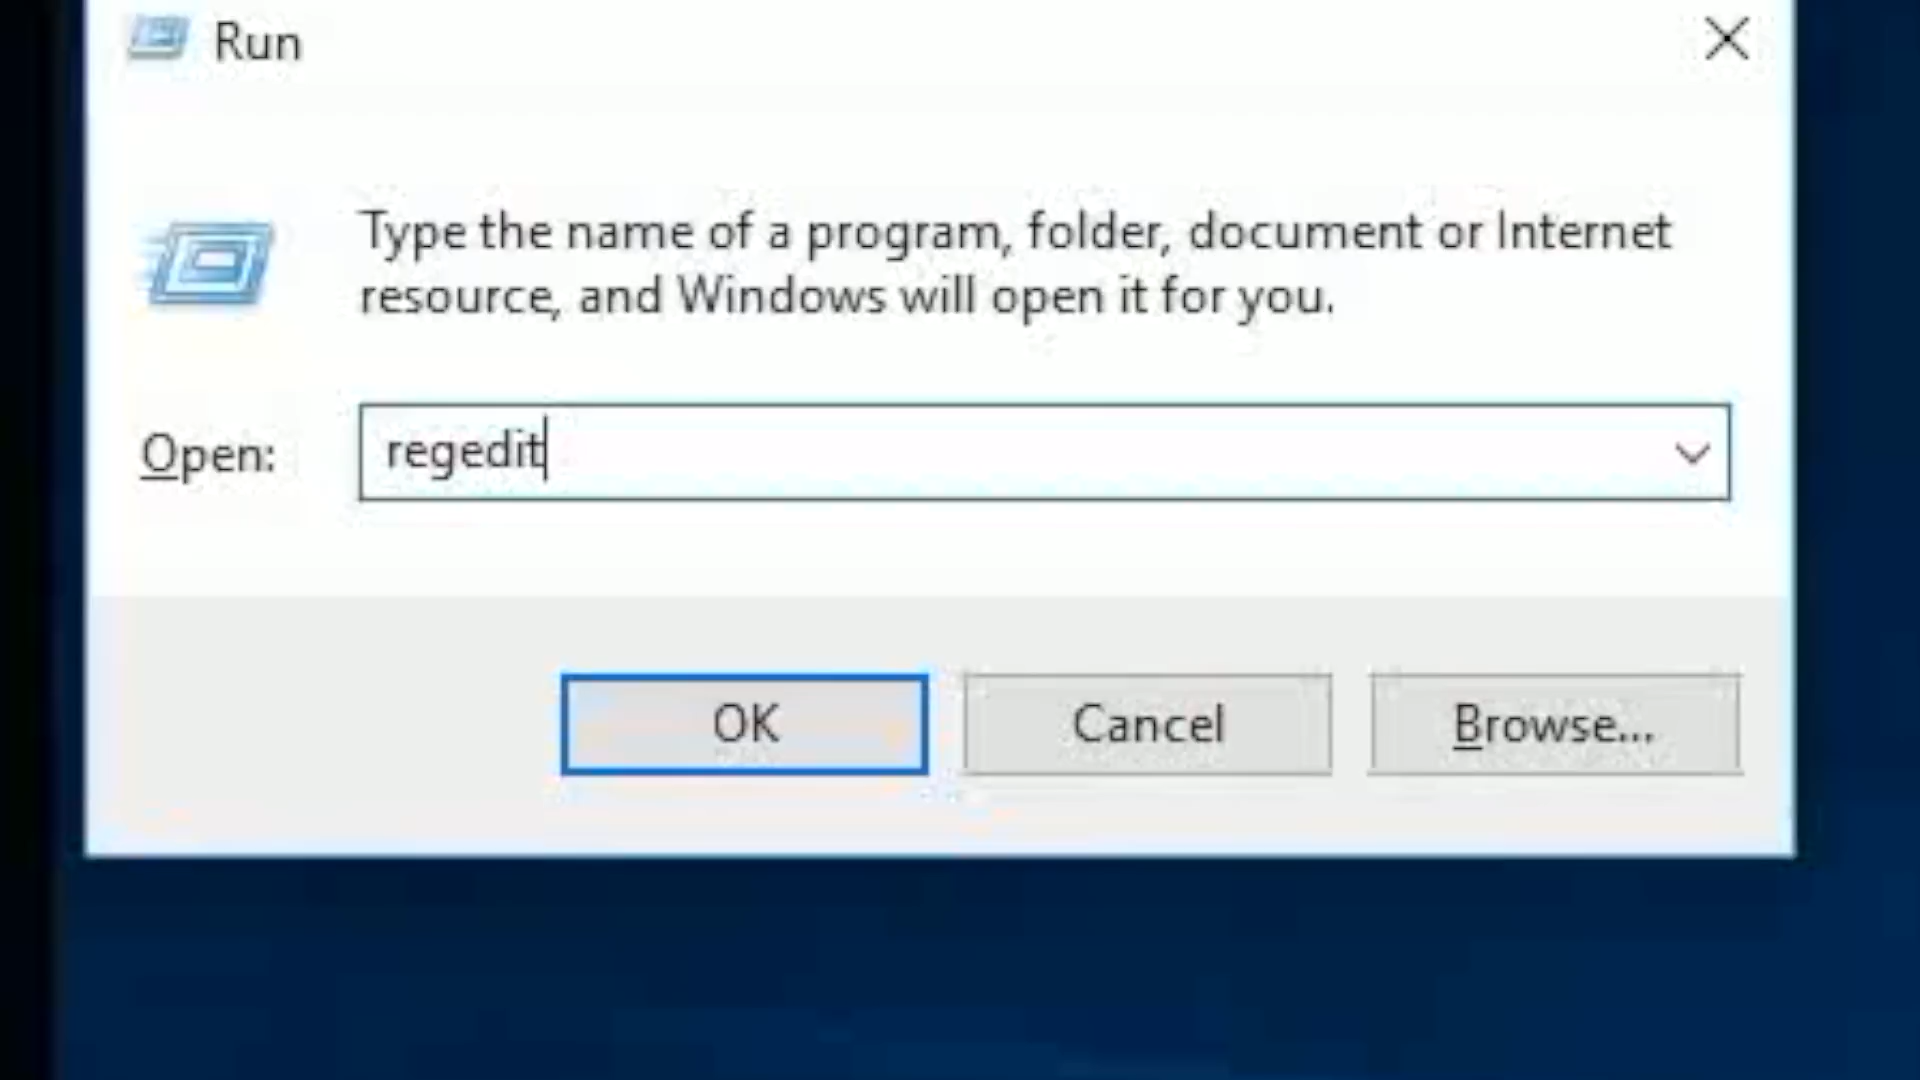 Run
Type the name of a program, folder, document or Internet
resource, and Windows will open it for you.
Open:
regedit
OK
Cancel
Browse...